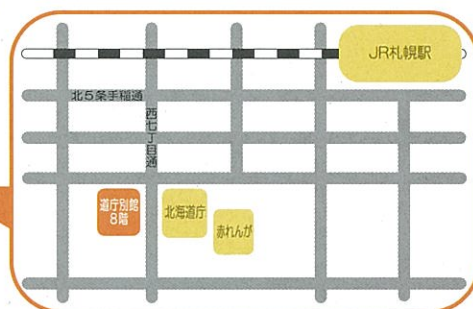 JR札幌駅
北5条手稲通
西七丁目通
道庁別館
8階
北海道庁
赤れんが